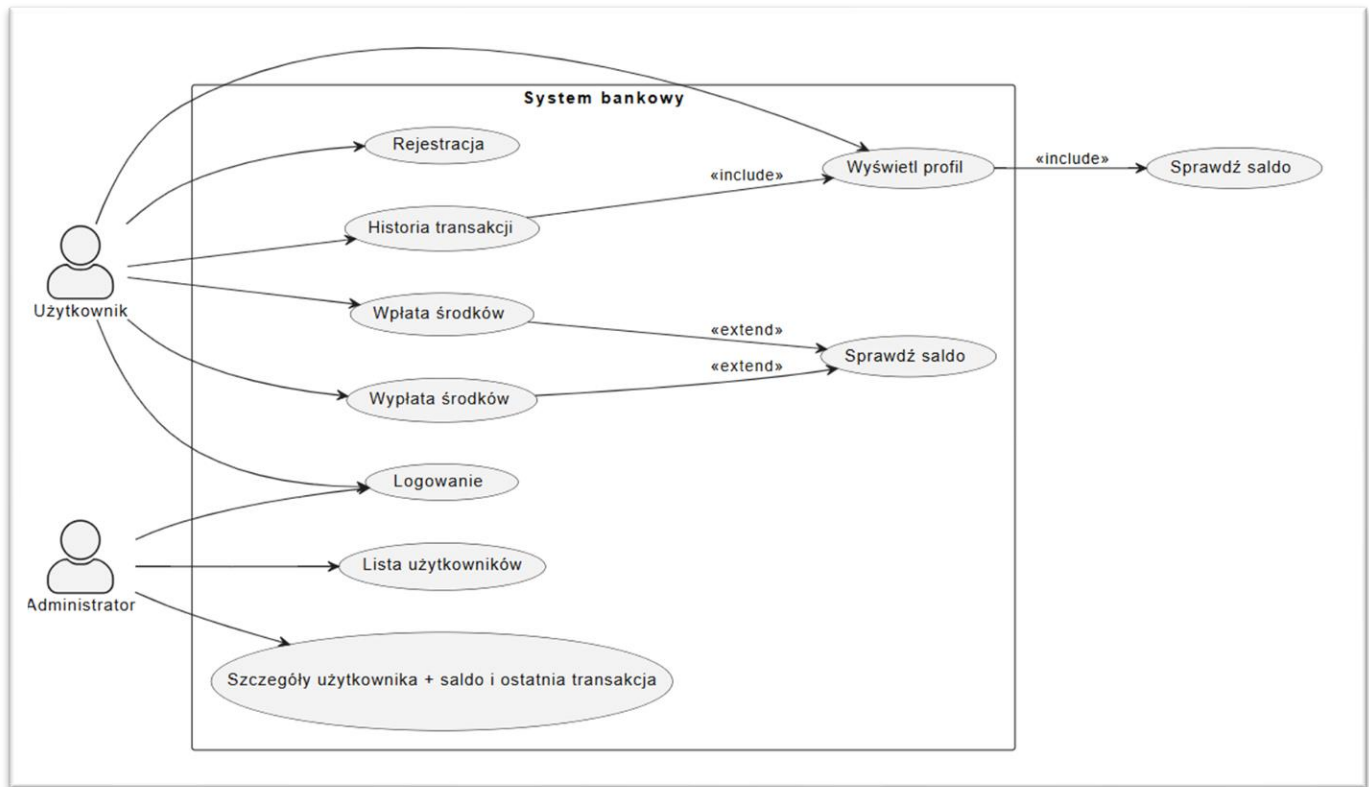 System bankowy
Rejestracja
«include»
Wyświetl profil
«include»
Sprawdź saldo
Historia transakcji
Użytkownik
Wpłata środków
«extend»
Sprawdź saldo
«extend»
Wypłata środków
Logowanie
Lista użytkowników
Administrator
Szczegóły użytkownika + saldo i ostatnia transakcja